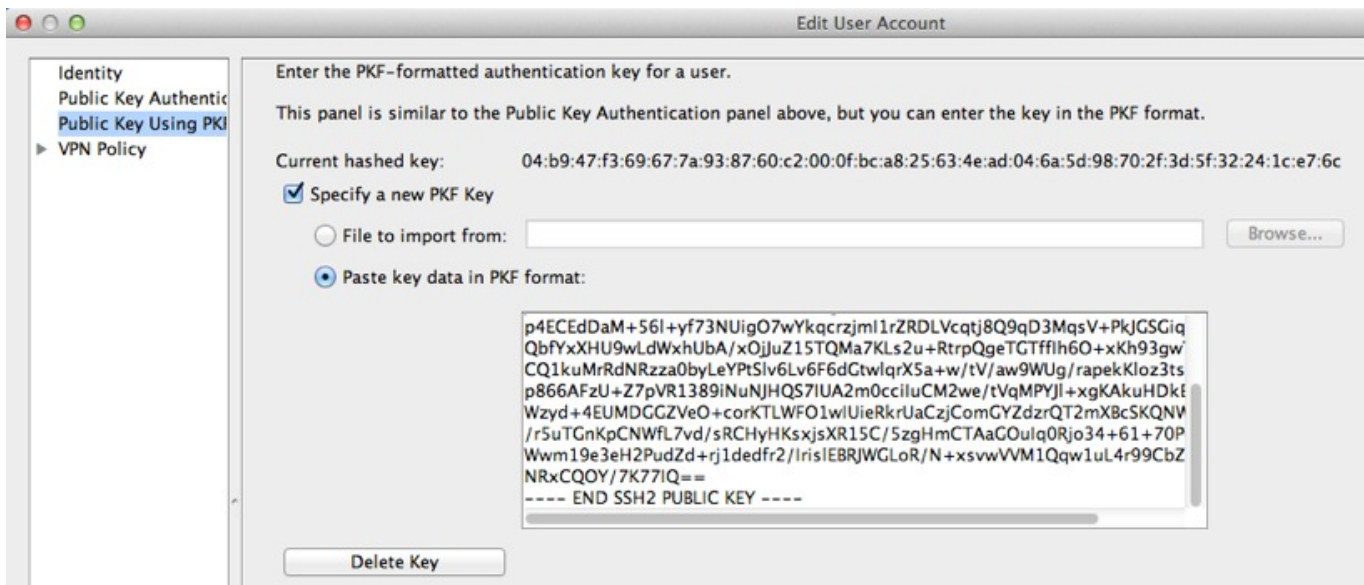 Edit User Account
Identity
Public Key Authentic
Public Key Using PKF
VPN Policy
Enter the PKF-formatted authentication key for a user.
This panel is similar to the Public Key Authentication panel above, but you can enter the key in the PKF format.
Current hashed key: 04:b9:47:f3:69:67:7a:93:87:60:c2:00:0f:bc:a8:25:63:4e:ad:04:6a:5d:98:70:2f:3d:5f:32:24:1c:e7:6c
Specify a new PKF Key
File to import from: Browse...
Paste key data in PKF format:
p4ECEdDaM+56l+yf73NUigO7wYkqcrzjmI1rZRDLVcqtj8Q9qD3MqsV+PkJGSGiq
QbfYxXHU9wLdWxhUbA/xOjJuZ15TQMa7KLs2u+RtrpQgeTGTffIh6O+xKh93gw
CQ1kuMrRdNRzza0byLeYPtSlv6Lv6F6dGtwlqrX5a+w/tV/aw9WUg/rapekKloz3ts
p866AFzU+Z7pVR1389iNuNJHQS7IUA2m0cciluCM2we/tVqMPYJl+xgKAkuHDkE
Wzyd+4EUMDGGZVeO+corKTLWFO1wlUieRkrUaCzjComGYZdzrQT2mXBcSKQNW
/r5uTGnKpCNWfL7vd/sRCHyHKsxjsXR15C/5zgHmCTAaGOulq0Rjo34+61+70P
Wwm19e3eH2PudZd+rj1dedfr2/IrisIEBRJWGLoR/N+xsvwVVM1Qqw1uL4r99CbZ
NRxCQOY/7K77IQ==
---- END SSH2 PUBLIC KEY ----
Delete Key